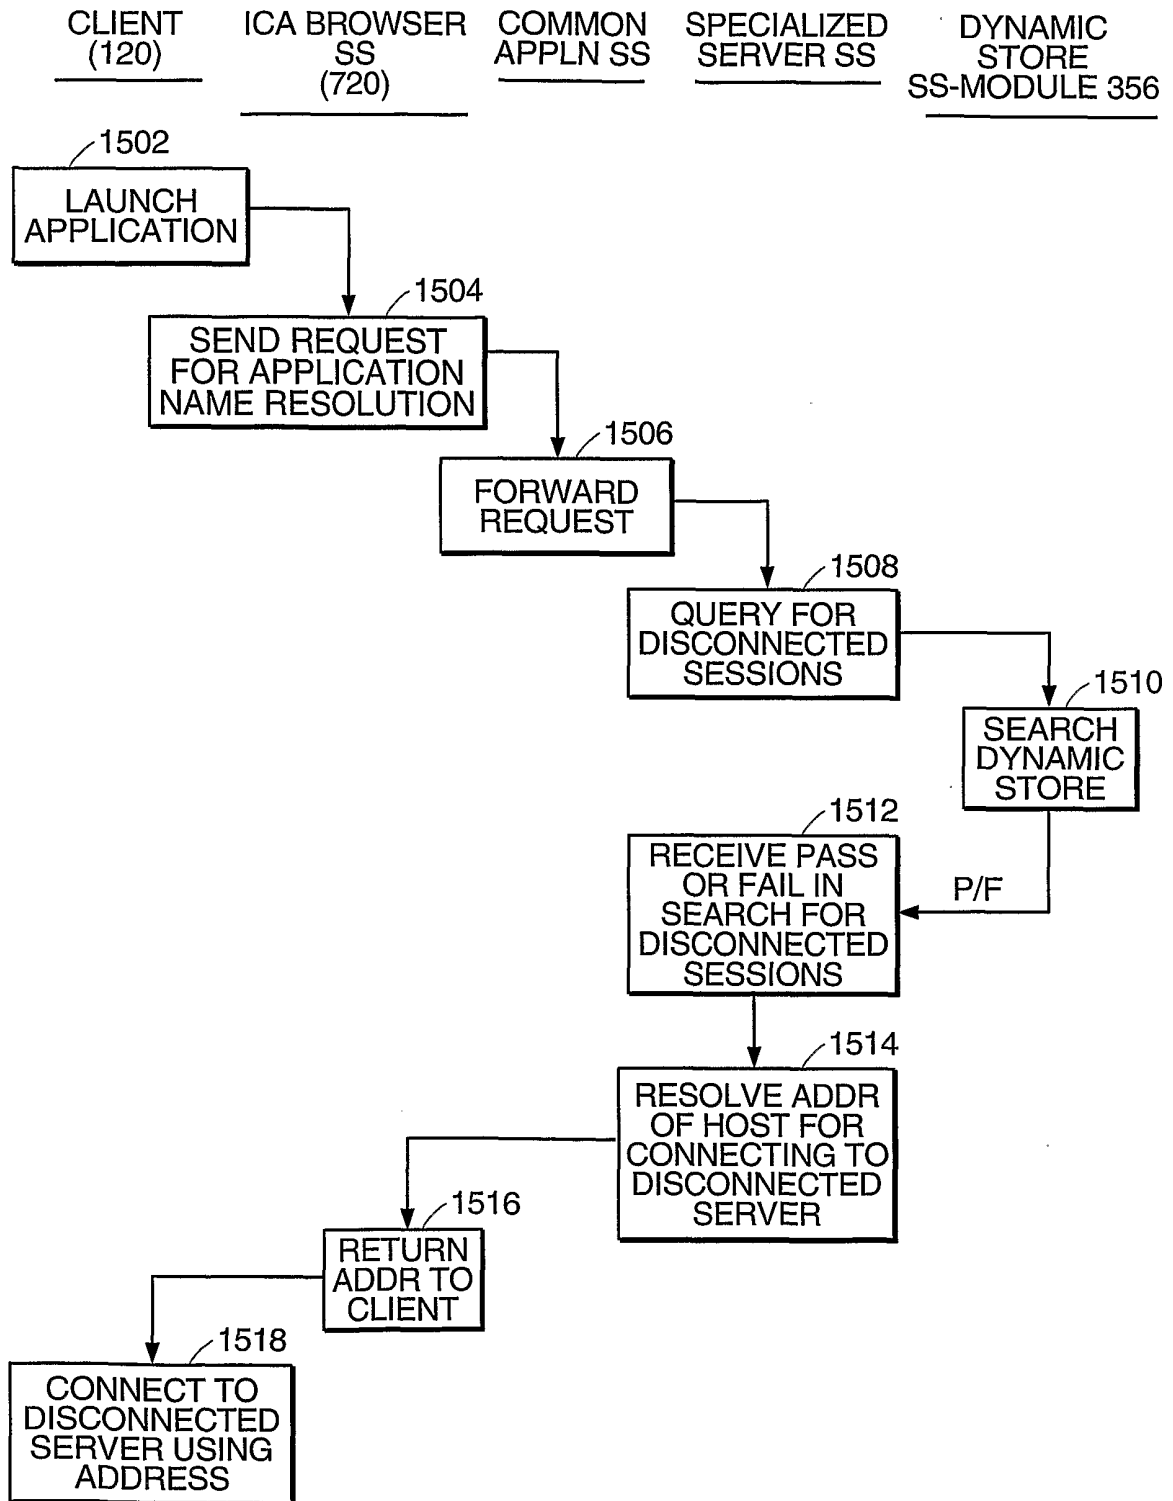 CLIENT
(120)
ICA BROWSER
SS
(720)
COMMON
APPLN SS
SPECIALIZED
SERVER SS
DYNAMIC
STORE
SS-MODULE 356
1502
LAUNCH
APPLICATION
1504
SEND REQUEST
FOR APPLICATION
NAME RESOLUTION
1506
FORWARD
REQUEST
1508
QUERY FOR
DISCONNECTED
SESSIONS
1510
SEARCH
DYNAMIC
STORE
1512
RECEIVE PASS
OR FAIL IN
SEARCH FOR
DISCONNECTED
SESSIONS
P/F
1514
RESOLVE ADDR
OF HOST FOR
CONNECTING TO
DISCONNECTED
SERVER
1516
RETURN
ADDR TO
CLIENT
1518
CONNECT TO
DISCONNECTED
SERVER USING
ADDRESS